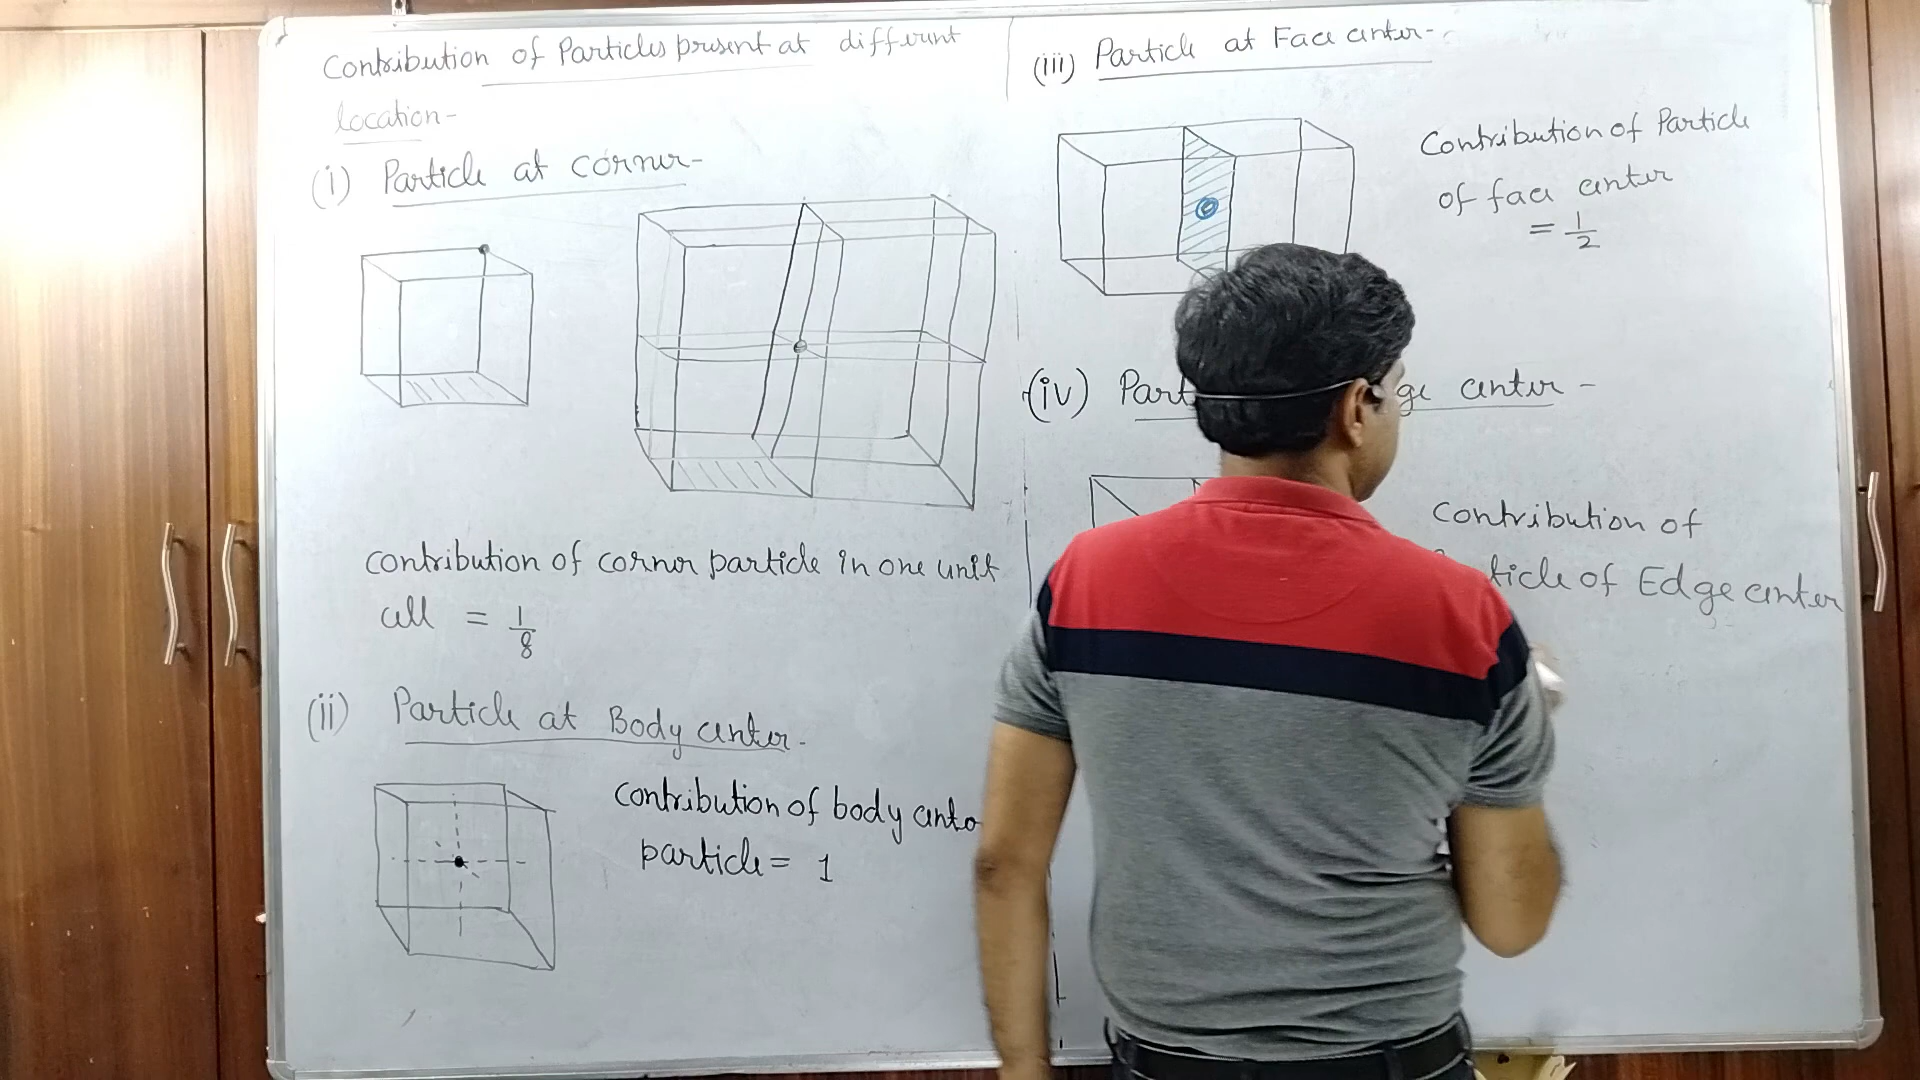 Contribution of Particles present at different
location-
(i) Particle at corner-
contribution of corner particle in one unit
cell = 1/8
(ii) Particle at Body center-
contribution of body cente
particle = 1
(iii) Particle at Face center-
Contribution of Particle
of face center
= 1/2
(iv) Part ge center -
Contribution of
ticle of Edge center